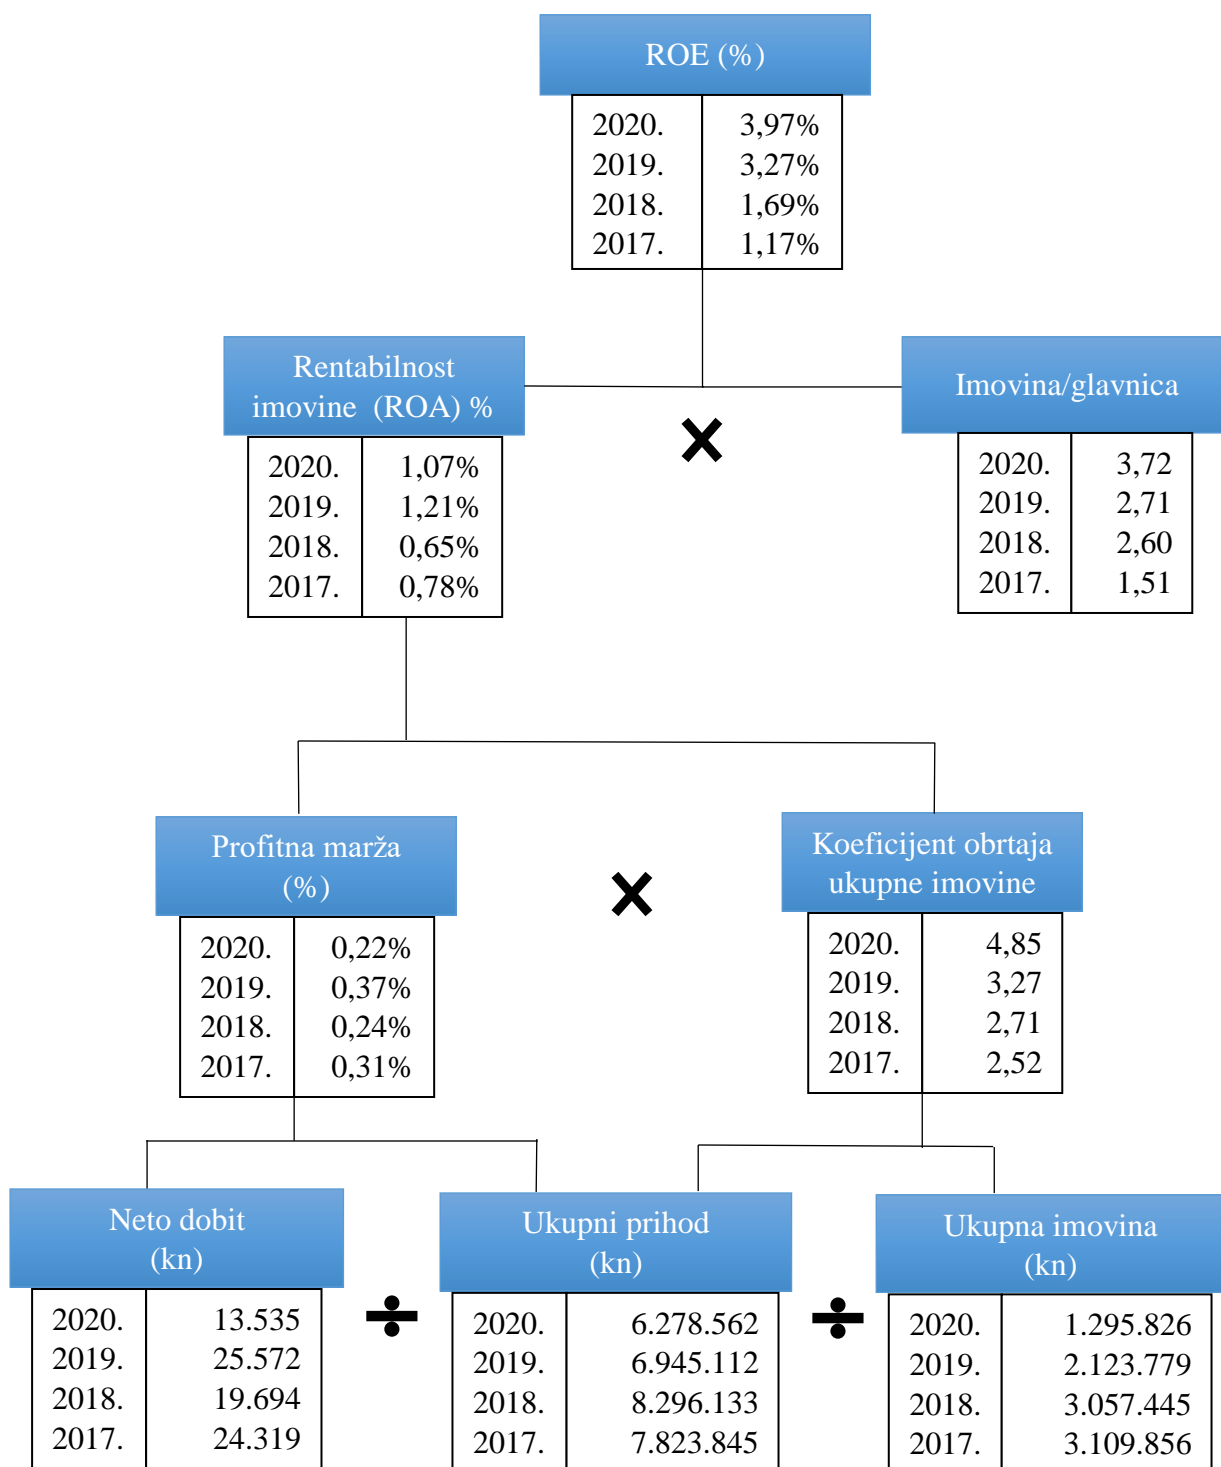 ROE (%)
2020. 3,97%
2019. 3,27%
2018. 1,69%
2017. 1,17%
Rentabilnost
imovine (ROA) %
2020. 1,07%
2019. 1,21%
2018. 0,65%
2017. 0,78%
Imovina/glavnica
2020. 3,72
2019. 2,71
2018. 2,60
2017. 1,51
Profitna marža
(%)
2020. 0,22%
2019. 0,37%
2018. 0,24%
2017. 0,31%
Koeficijent obrtaja
ukupne imovine
2020. 4,85
2019. 3,27
2018. 2,71
2017. 2,52
Neto dobit
(kn)
2020. 13.535
2019. 25.572
2018. 19.694
2017. 24.319
Ukupni prihod
(kn)
2020. 6.278.562
2019. 6.945.112
2018. 8.296.133
2017. 7.823.845
Ukupna imovina
(kn)
2020. 1.295.826
2019. 2.123.779
2018. 3.057.445
2017. 3.109.856